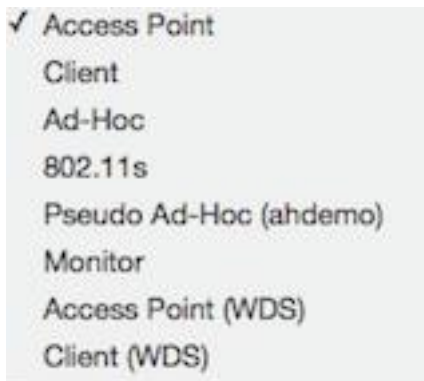 ✓ Access Point
Client
Ad-Hoc
802.11s
Pseudo Ad-Hoc (ahdemo)
Monitor
Access Point (WDS)
Client (WDS)